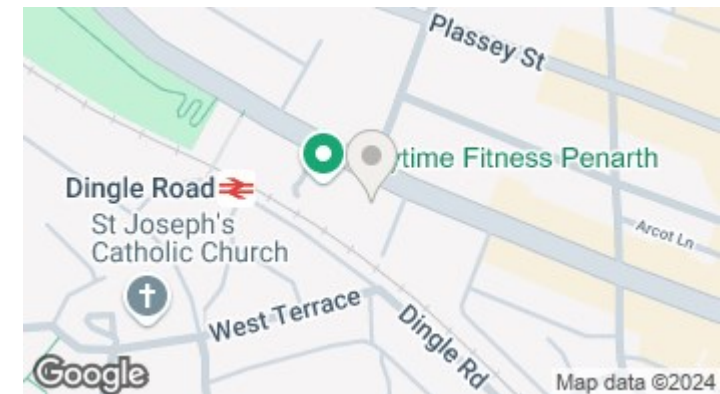 Plassey St
ytime Fitness Penarth
Dingle Road
St Joseph's
Catholic Church
Arcot Ln
West Terrace
Dingle Rd
Google
Map data ©2024